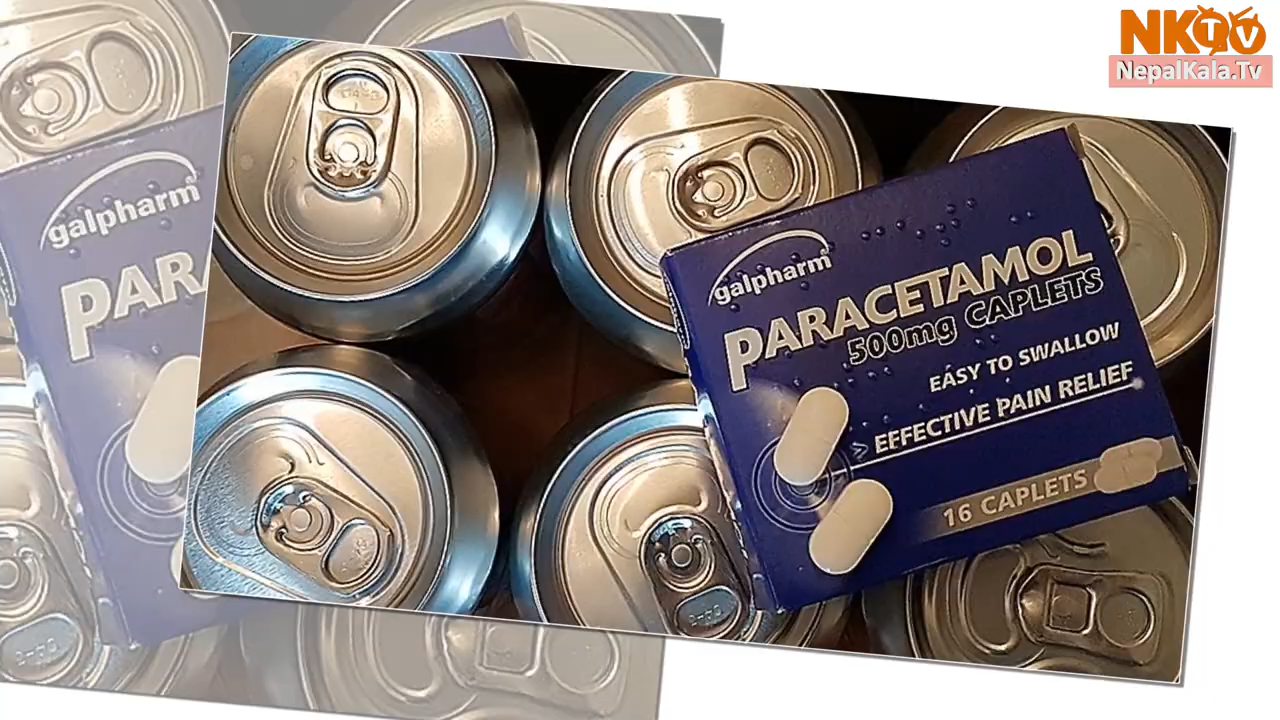 NKTV
NepalKala.Tv
galpharm
PARA
galpharm
PARACETAMOL
500mg CAPLETS
EASY TO SWALLOW
EFFECTIVE PAIN RELIEF
16 CAPLETS